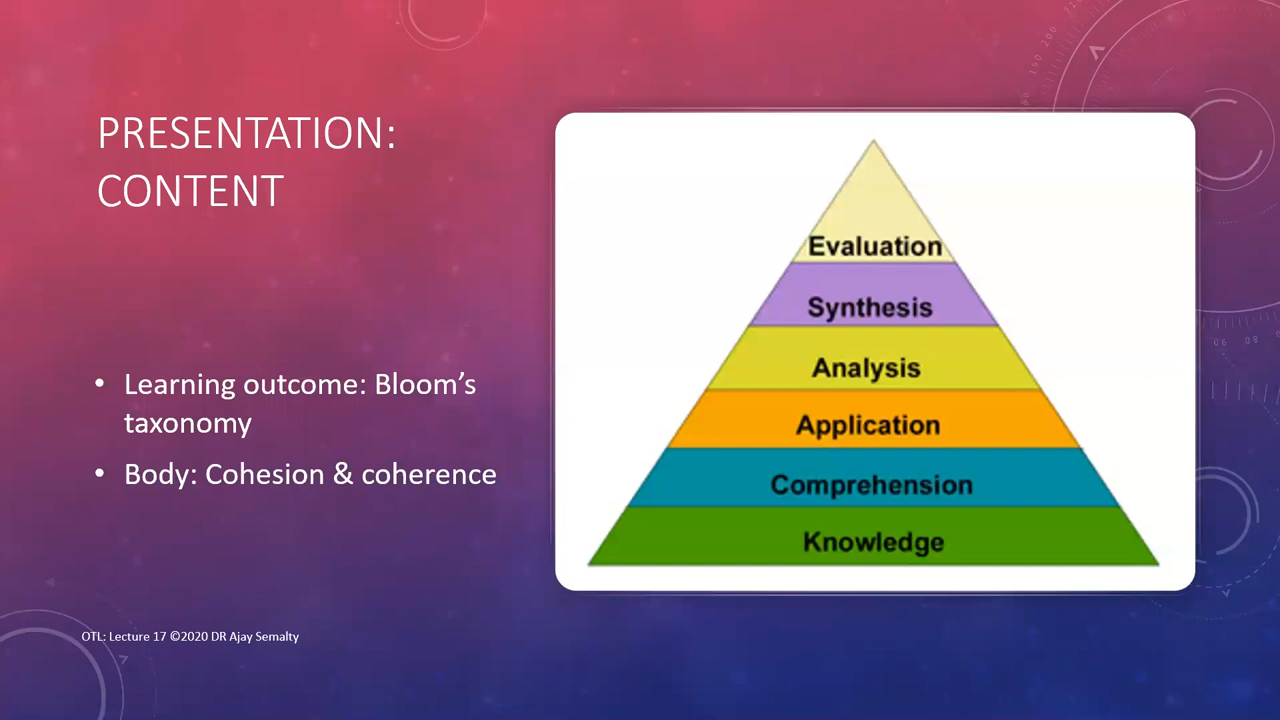 PRESENTATION:
CONTENT
• Learning outcome: Bloom’s
taxonomy
• Body: Cohesion & coherence
Evaluation
Synthesis
Analysis
Application
Comprehension
Knowledge
OTL: Lecture 17 ©2020 DR Ajay Semalty